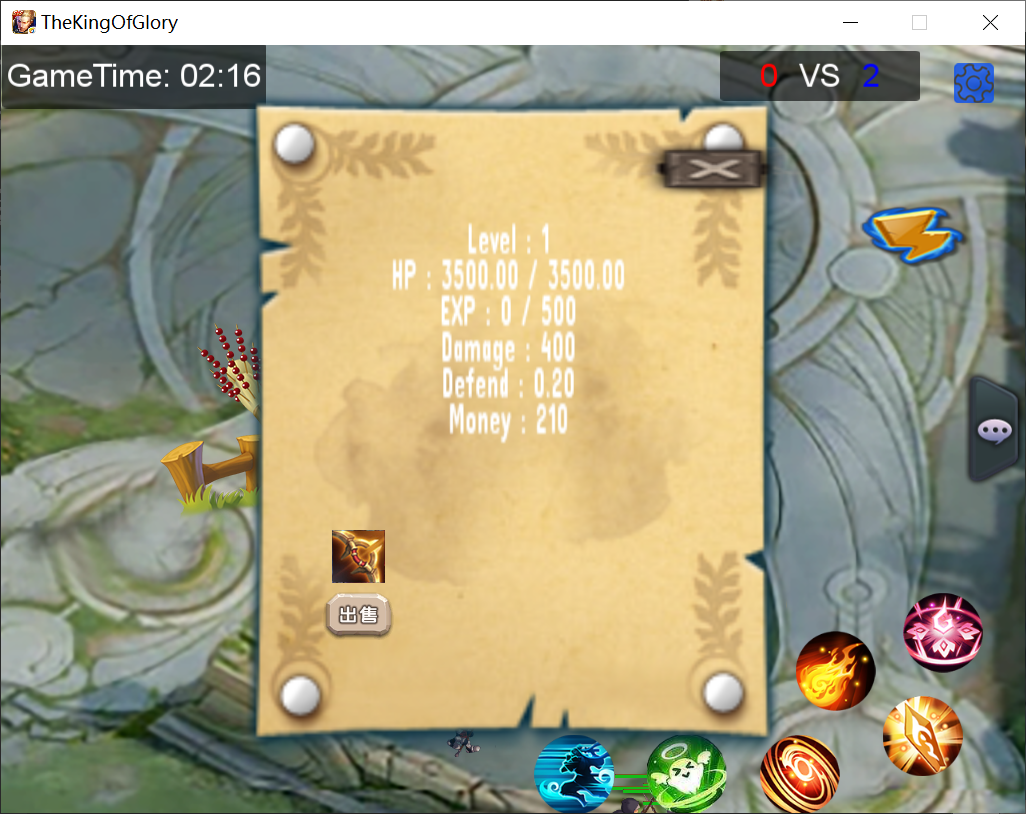 TheKingOfGlory
GameTime: 02:16
0 VS 2
Level : 1
HP : 3500.00 / 3500.00
EXP : 0 / 500
Damage : 400
Defend : 0.20
Money : 210
出售